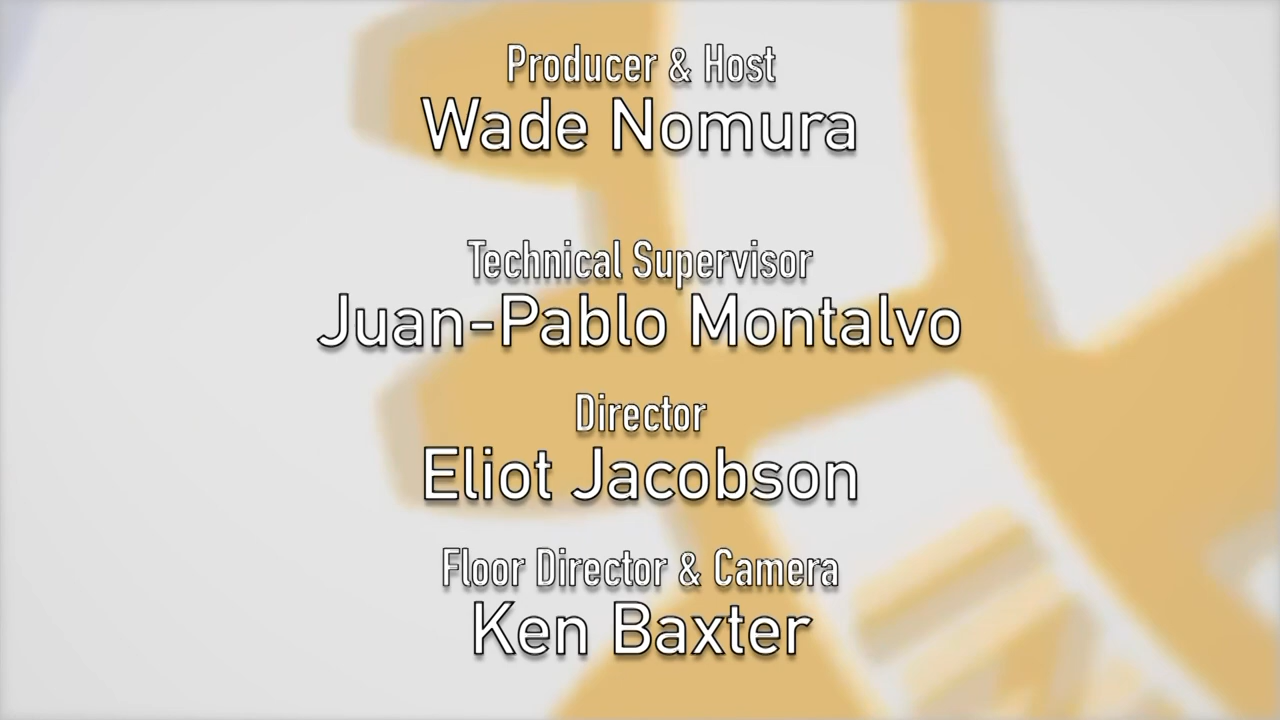 Producer & Host
Wade Nomura
Technical Supervisor
Juan-Pablo Montalvo
Director
Eliot Jacobson
Floor Director & Camera
Ken Baxter